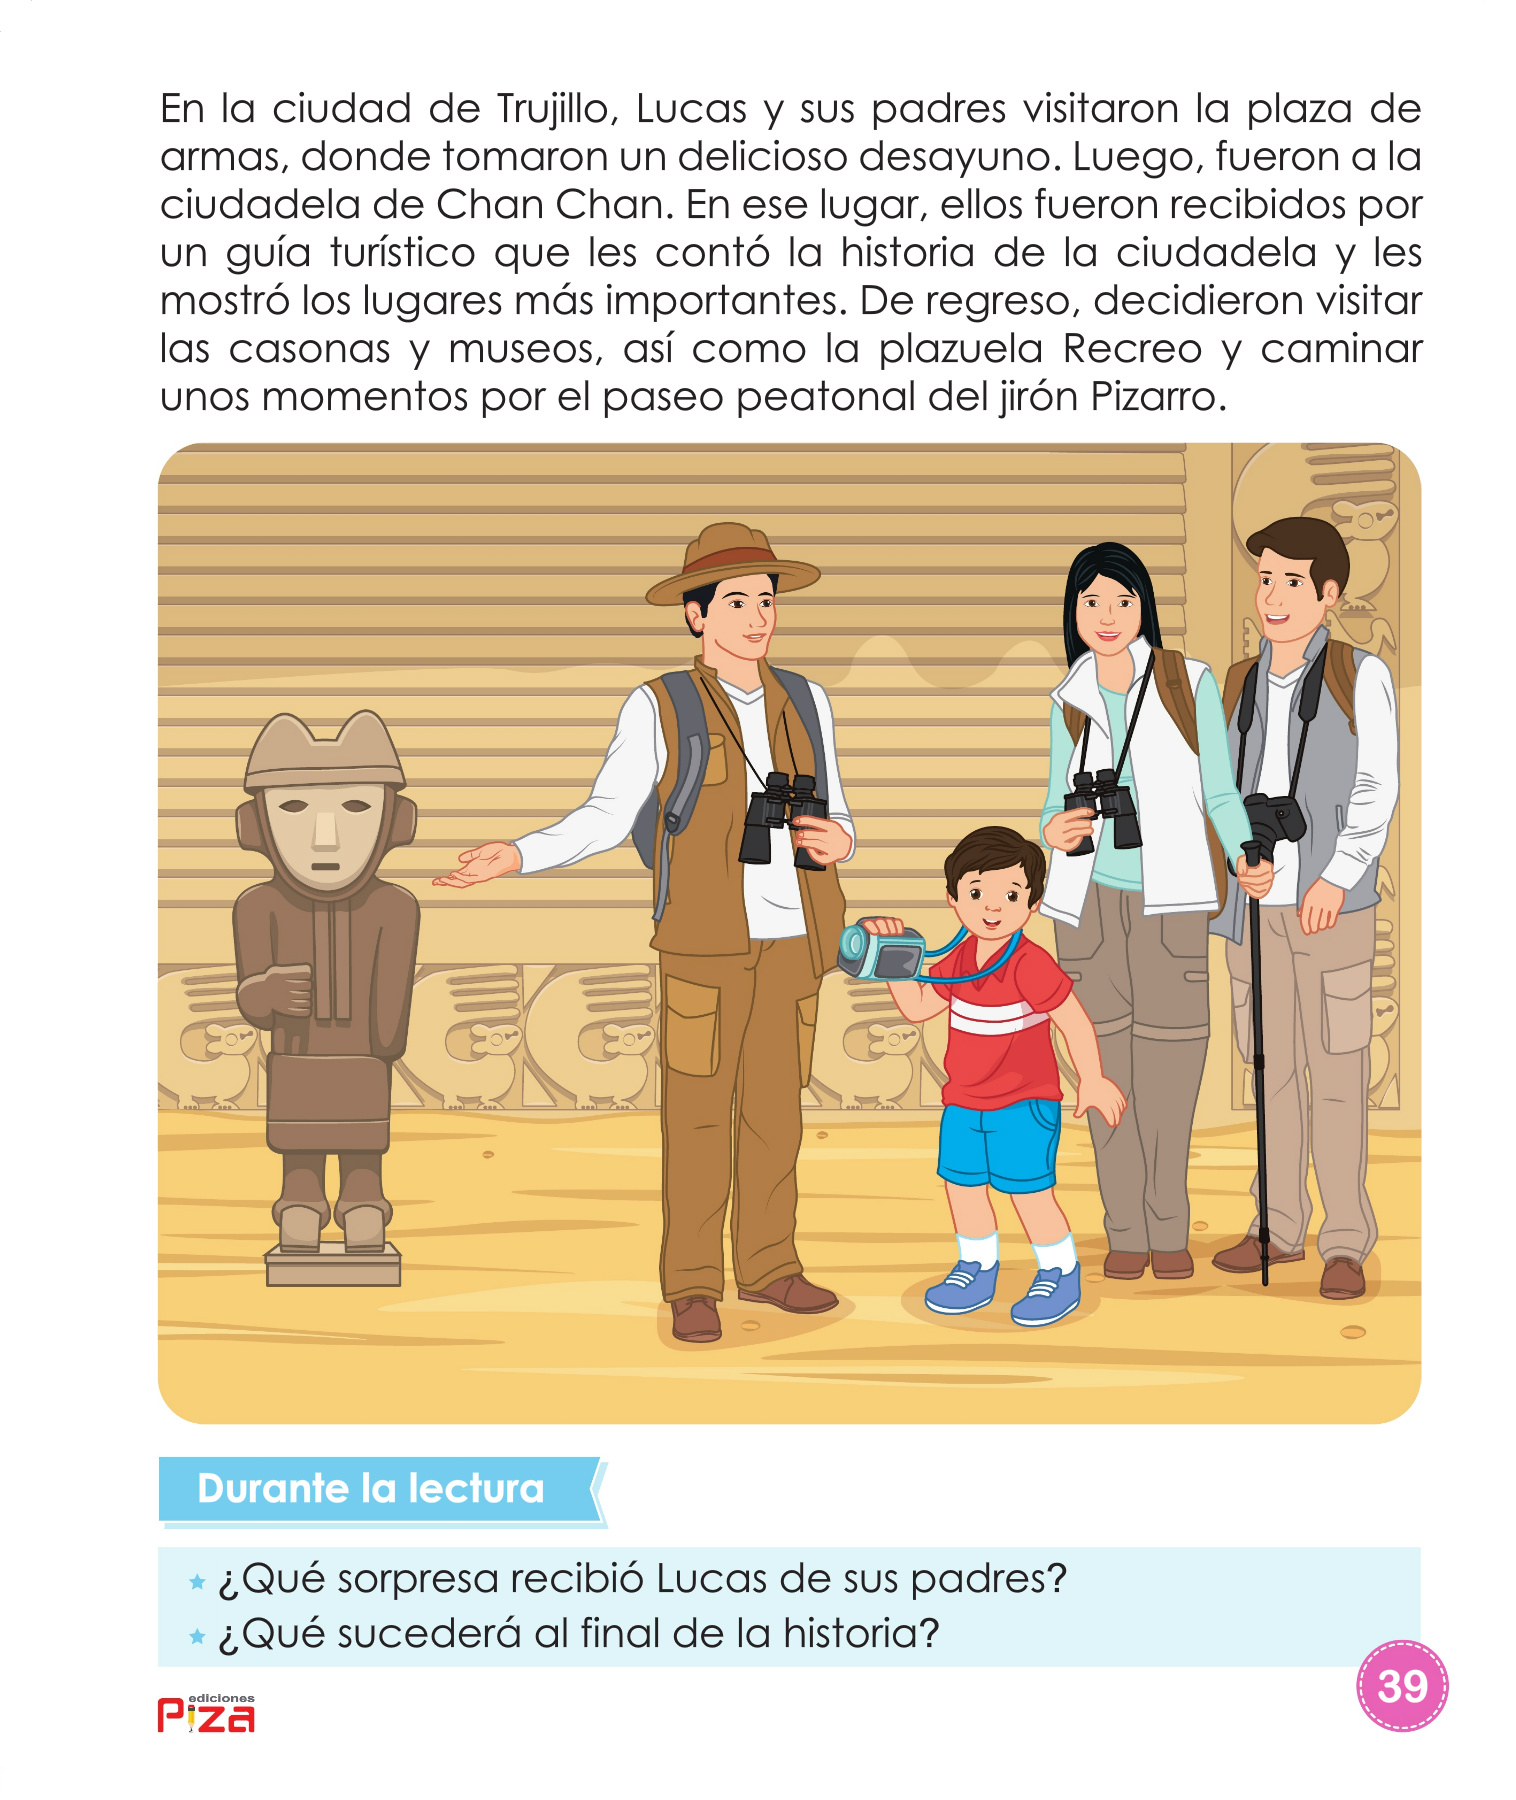 En la ciudad de Trujillo, Lucas y sus padres visitaron la plaza de
armas, donde tomaron un delicioso desayuno. Luego, fueron a la
ciudadela de Chan Chan. En ese lugar, ellos fueron recibidos por
un guía turístico que les contó la historia de la ciudadela y les
mostró los lugares más importantes. De regreso, decidieron visitar
las casonas y museos, así como la plazuela Recreo y caminar
unos momentos por el paseo peatonal del jirón Pizarro.
Durante la lectura
¿Qué sorpresa recibió Lucas de sus padres?
¿Qué sucederá al final de la historia?
39
ediciones
Piza